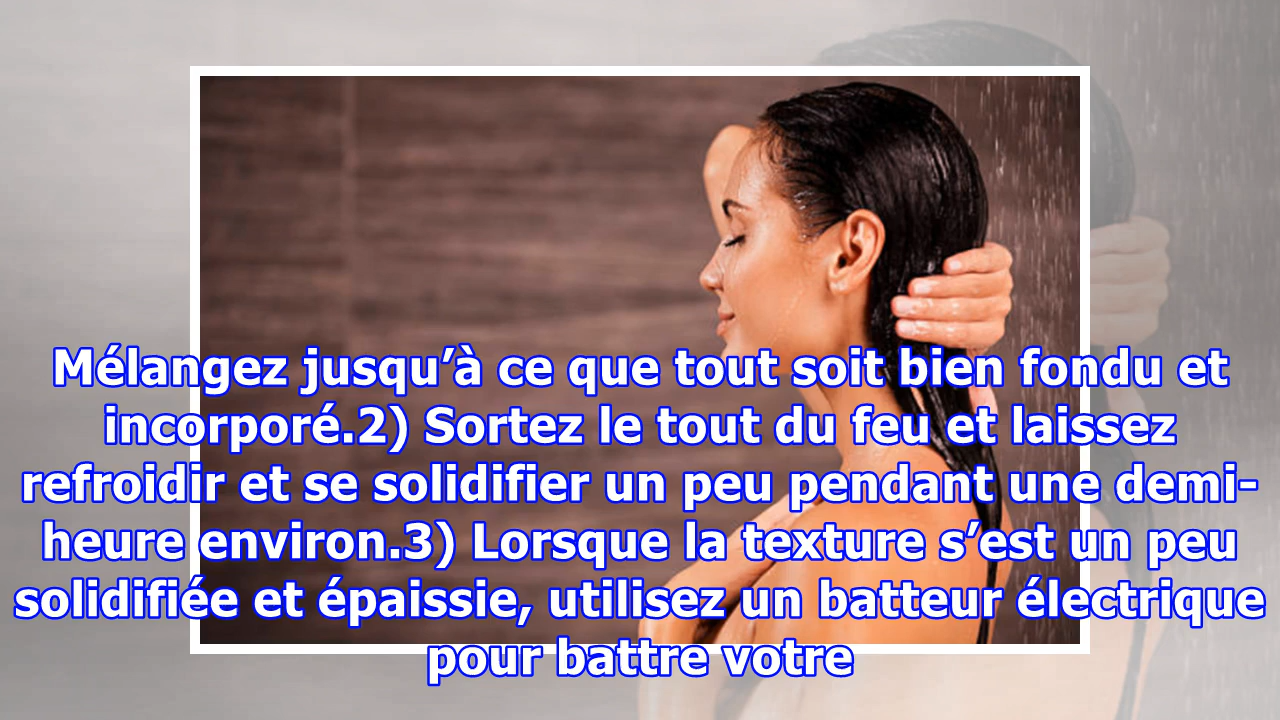 Mélangez jusqu’à ce que tout soit bien fondu et
incorporé.2) Sortez le tout du feu et laissez
refroidir et se solidifier un peu pendant une demi-
heure environ.3) Lorsque la texture s’est un peu
solidifiée et épaissie, utilisez un batteur électrique
pour battre votre